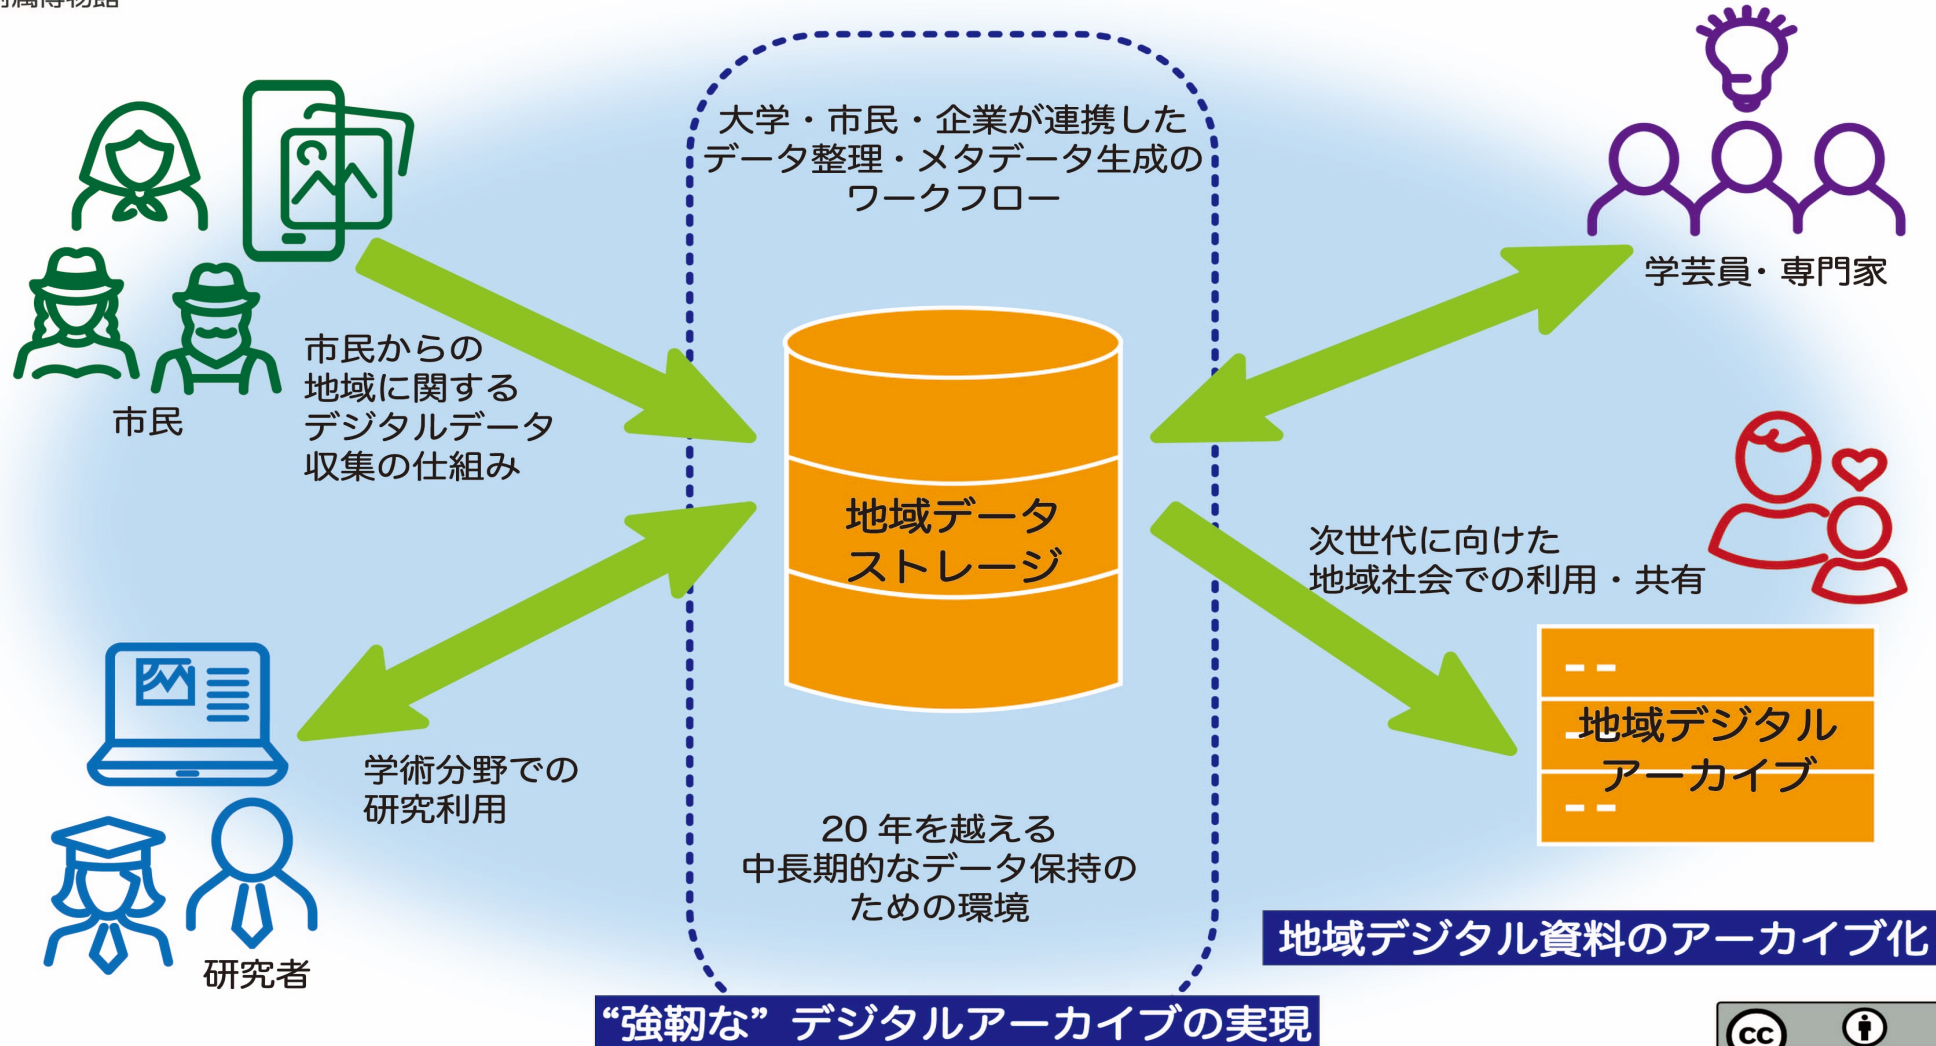 大学・市民・企業が連携した
データ整理・メタデータ生成の
ワークフロー
学芸員・専門家
市民からの
地域に関する
デジタルデータ
収集の仕組み
市民
地域データ
ストレージ
次世代に向けた
地域社会での利用・共有
地域デジタル
アーカイブ
学術分野での
研究利用
20 年を越える
中長期的なデータ保持の
ための環境
研究者
地域デジタル資料のアーカイブ化
“強靭な” デジタルアーカイブの実現
cc